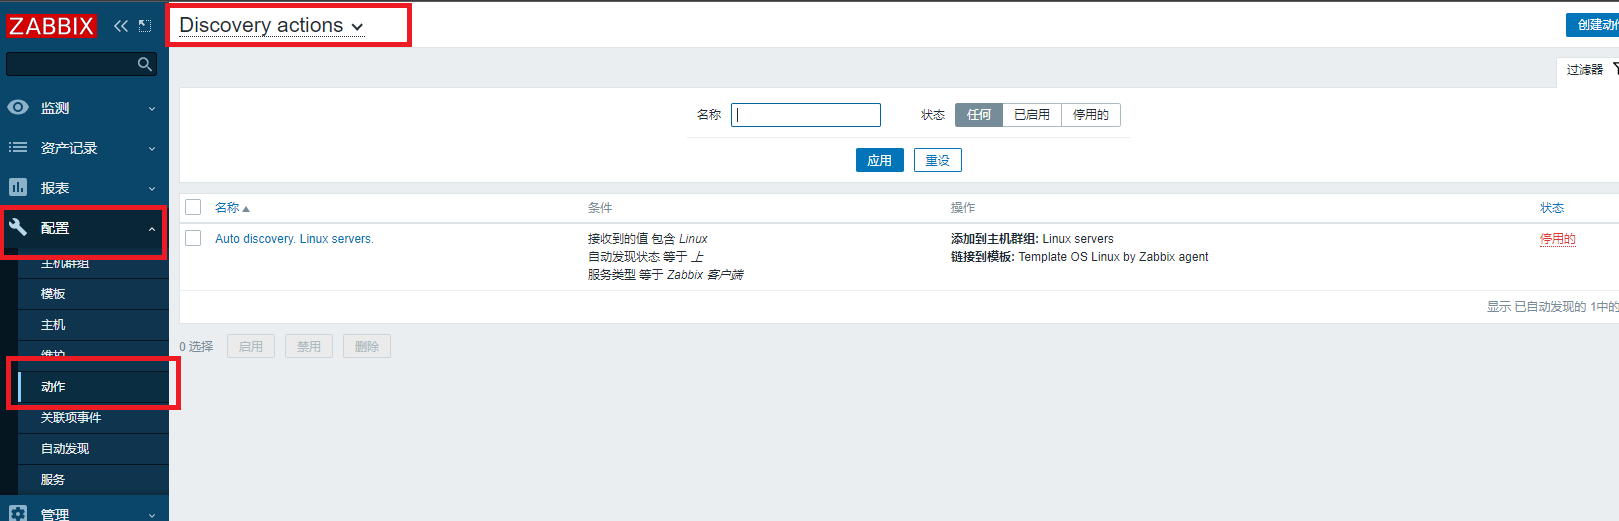 ZABBIX
Discovery actions
创建动作
过滤器
监测
资产记录
报表
配置
主机群组
模板
主机
维护
动作
关联项事件
自动发现
服务
管理
名称
状态
任何
已启用
停用的
应用
重设
名称
条件
操作
状态
Auto discovery. Linux servers.
接收到的值 包含 Linux
自动发现状态 等于 上
服务类型 等于 Zabbix 客户端
添加到主机群组: Linux servers
链接到模板: Template OS Linux by Zabbix agent
停用的
显示 已自动发现的 1中的
0 选择
启用
禁用
删除